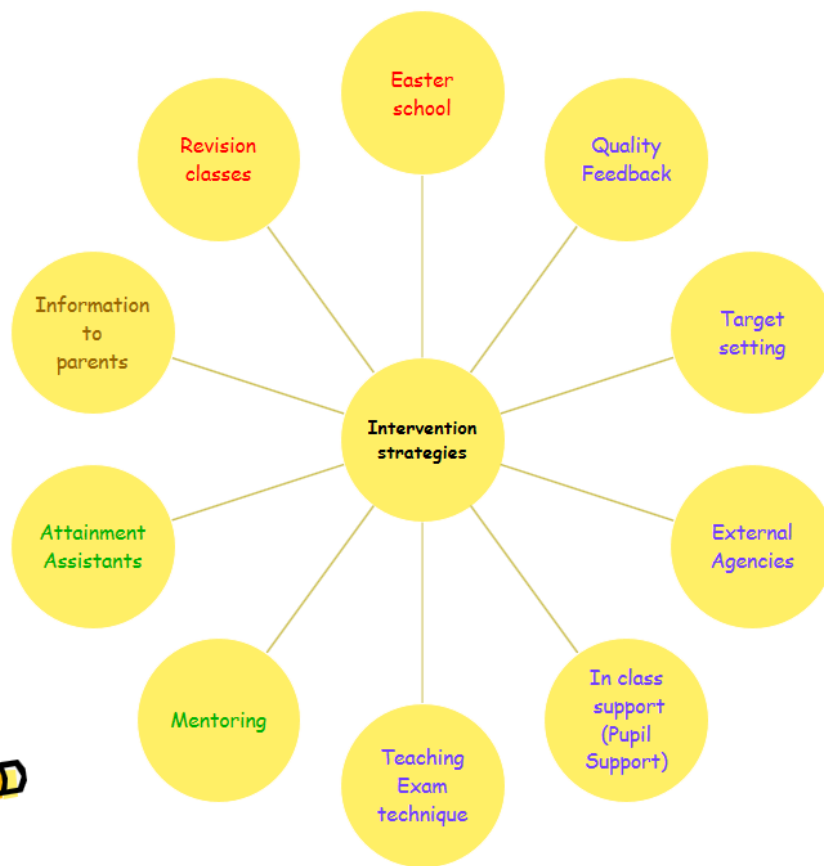 Easter
school
Quality
Feedback
Target
setting
External
Agencies
In class
support
(Pupil
Support)
Teaching
Exam
technique
Mentoring
Attainment
Assistants
Information
to
parents
Revision
classes
Intervention
strategies